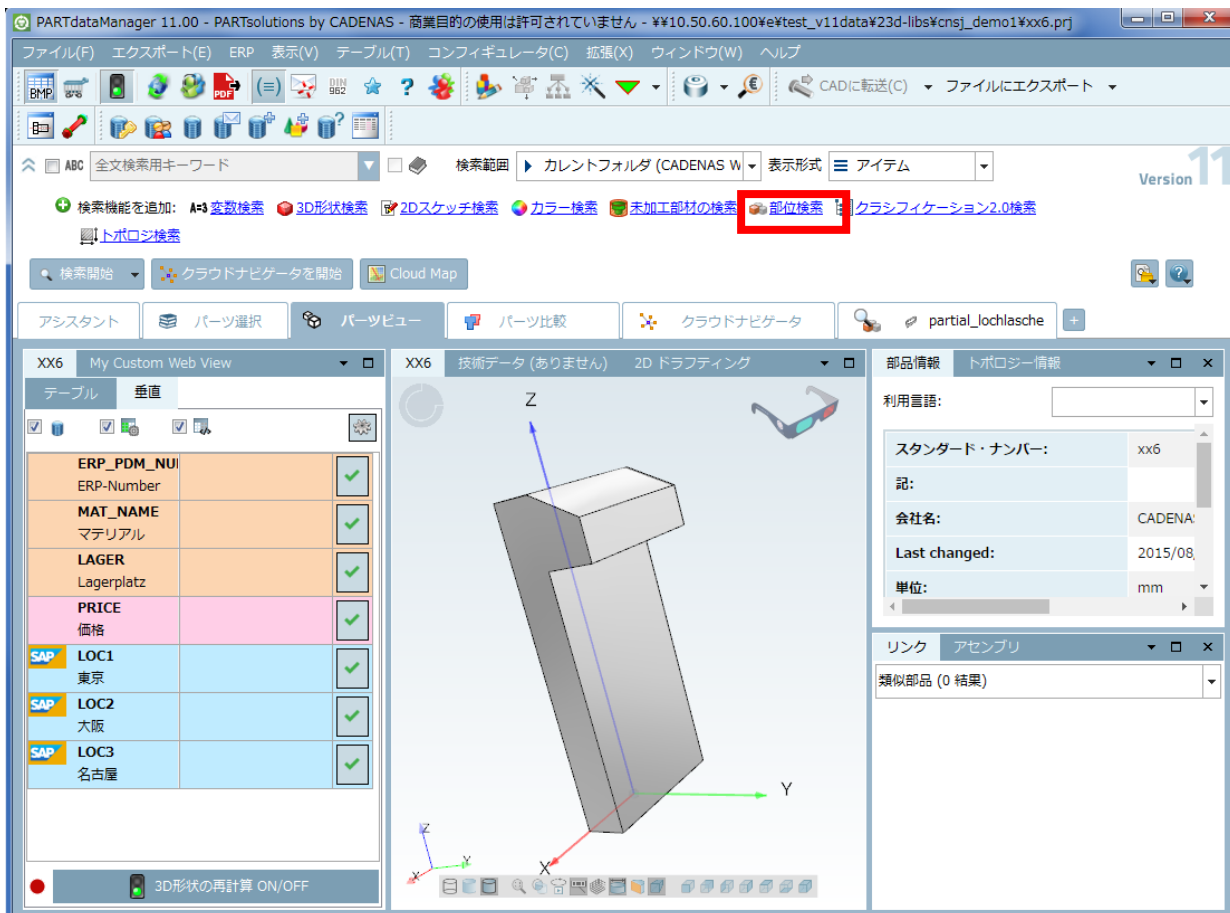 PARTdataManager 11.00 - PARTsolutions by CADENAS - 商業目的の使用は許可されていません - ¥¥10.50.60.100¥e¥test_v11data¥23d-libs¥cnsj_demo1¥xx6.prj
ファイル(F) エクスポート(E) ERP 表示(V) テーブル(T) コンフィギュレータ(C) 拡張(X) ウィンドウ(W) ヘルプ
BMP PDF (=) DIN 962 ? CADに転送(C) ファイルにエクスポート
ABC 全文検索用キーワード 検索範囲 カレントフォルダ (CADENAS W 表示形式 アイテム
Version 11
検索機能を追加: A=3 変数検索 3D形状検索 2Dスケッチ検索 カラー検索 未加工部材の検索 部位検索 クラシフィケーション2.0検索
トポロジ検索
検索開始 クラウドナビゲータを開始 Cloud Map
アシスタント パーツ選択 パーツビュー パーツ比較 クラウドナビゲータ partial_lochlasche
XX6 My Custom Web View
テーブル 垂直
ERP_PDM_NU
ERP-Number
MAT_NAME
マテリアル
LAGER
Lagerplatz
PRICE
価格
SAP LOC1
東京
SAP LOC2
大阪
SAP LOC3
名古屋
3D形状の再計算 ON/OFF
XX6 技術データ (ありません) 2D ドラフティング
Z
Y
X
Z
Y
X
部品情報 トポロジー情報
利用言語:
スタンダード・ナンバー: xx6
記:
会社名: CADENA
Last changed: 2015/08
単位: mm
リンク アセンブリ
類似部品 (0 結果)